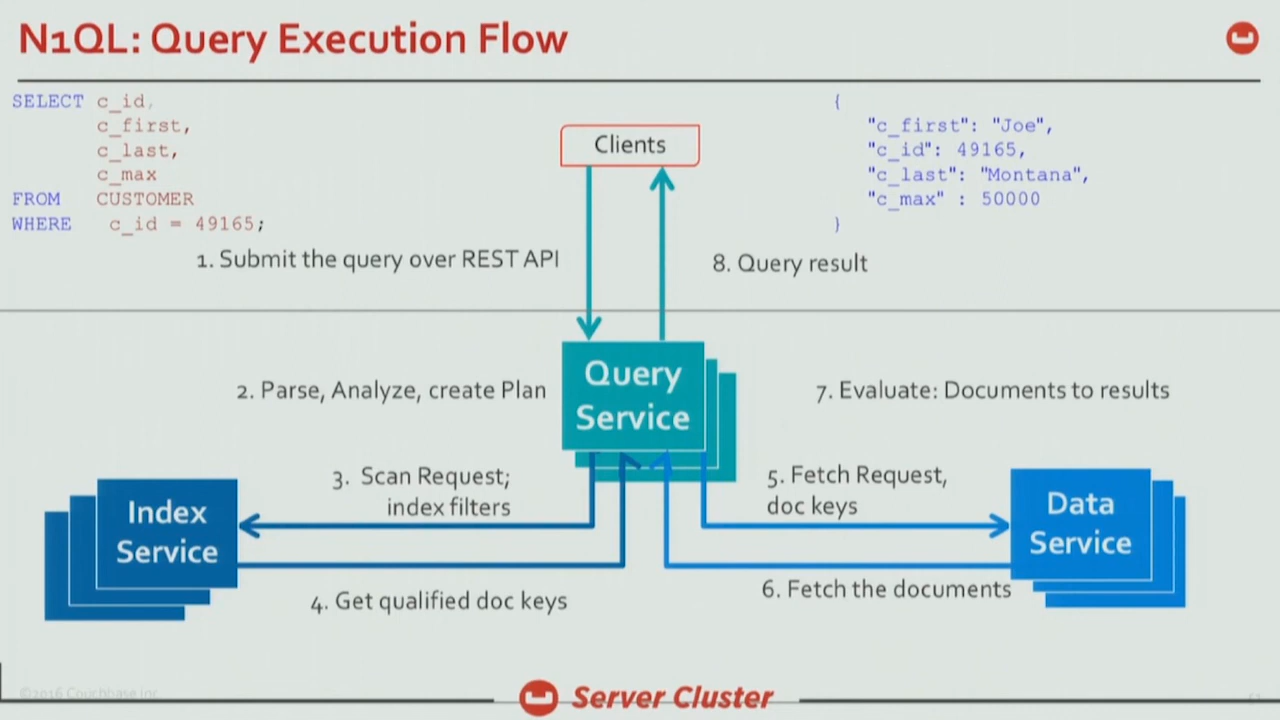 N1QL: Query Execution Flow
SELECT c_id,
c_first,
c_last,
c_max
FROM CUSTOMER
WHERE c_id = 49165;
Clients
{
"c_first": "Joe",
"c_id": 49165,
"c_last": "Montana",
"c_max" : 50000
}
1. Submit the query over REST API
8. Query result
Query
Service
2. Parse, Analyze, create Plan
7. Evaluate: Documents to results
3. Scan Request;
index filters
5. Fetch Request,
doc keys
Index
Service
Data
Service
4. Get qualified doc keys
6. Fetch the documents
©2016 Couchbase Inc.
Server Cluster